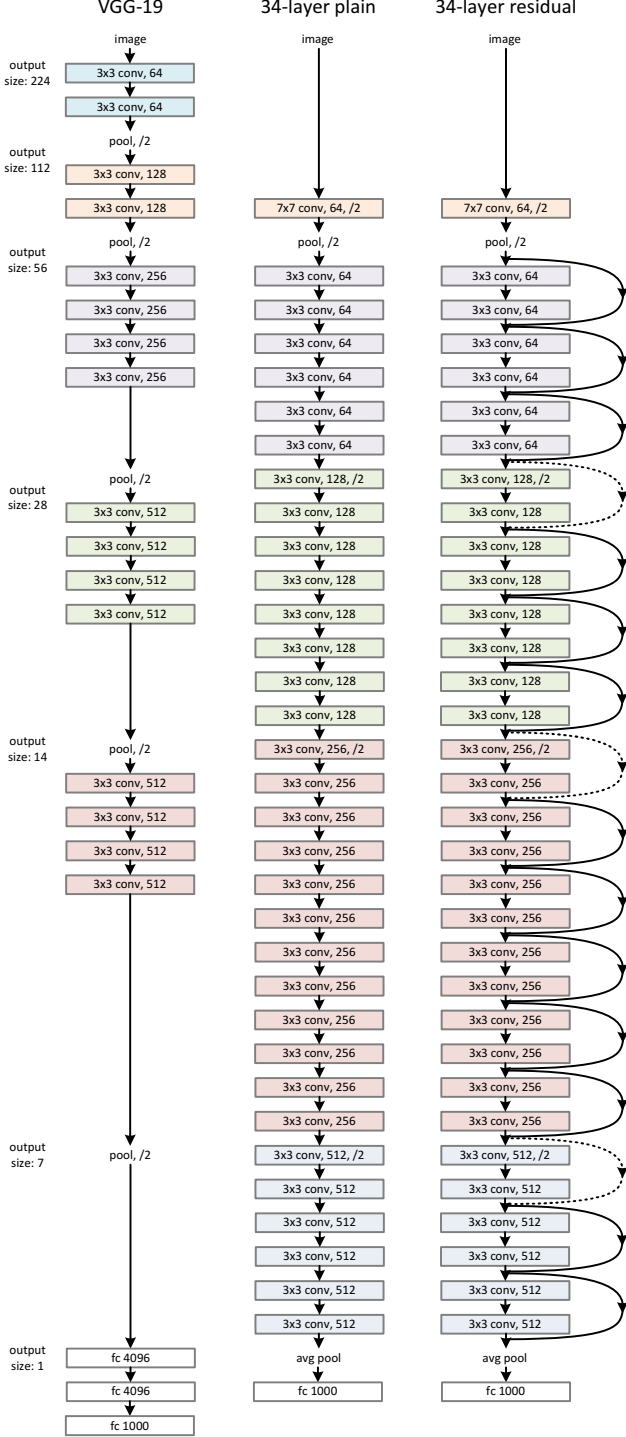 VGG-19
34-layer plain
34-layer residual
output
size: 224
output
size: 112
output
size: 56
output
size: 28
output
size: 14
output
size: 7
output
size: 1
image
3x3 conv, 64
3x3 conv, 64
pool, /2
3x3 conv, 128
3x3 conv, 128
pool, /2
3x3 conv, 256
3x3 conv, 256
3x3 conv, 256
3x3 conv, 256
pool, /2
3x3 conv, 512
3x3 conv, 512
3x3 conv, 512
3x3 conv, 512
pool, /2
3x3 conv, 512
3x3 conv, 512
3x3 conv, 512
3x3 conv, 512
pool, /2
fc 4096
fc 4096
fc 1000
image
7x7 conv, 64, /2
pool, /2
3x3 conv, 64
3x3 conv, 64
3x3 conv, 64
3x3 conv, 64
3x3 conv, 64
3x3 conv, 64
3x3 conv, 128, /2
3x3 conv, 128
3x3 conv, 128
3x3 conv, 128
3x3 conv, 128
3x3 conv, 128
3x3 conv, 128
3x3 conv, 128
3x3 conv, 256, /2
3x3 conv, 256
3x3 conv, 256
3x3 conv, 256
3x3 conv, 256
3x3 conv, 256
3x3 conv, 256
3x3 conv, 256
3x3 conv, 256
3x3 conv, 256
3x3 conv, 256
3x3 conv, 256
3x3 conv, 512, /2
3x3 conv, 512
3x3 conv, 512
3x3 conv, 512
3x3 conv, 512
3x3 conv, 512
avg pool
fc 1000
image
7x7 conv, 64, /2
pool, /2
3x3 conv, 64
3x3 conv, 64
3x3 conv, 64
3x3 conv, 64
3x3 conv, 64
3x3 conv, 64
3x3 conv, 128, /2
3x3 conv, 128
3x3 conv, 128
3x3 conv, 128
3x3 conv, 128
3x3 conv, 128
3x3 conv, 128
3x3 conv, 128
3x3 conv, 256, /2
3x3 conv, 256
3x3 conv, 256
3x3 conv, 256
3x3 conv, 256
3x3 conv, 256
3x3 conv, 256
3x3 conv, 256
3x3 conv, 256
3x3 conv, 256
3x3 conv, 256
3x3 conv, 256
3x3 conv, 512, /2
3x3 conv, 512
3x3 conv, 512
3x3 conv, 512
3x3 conv, 512
3x3 conv, 512
avg pool
fc 1000